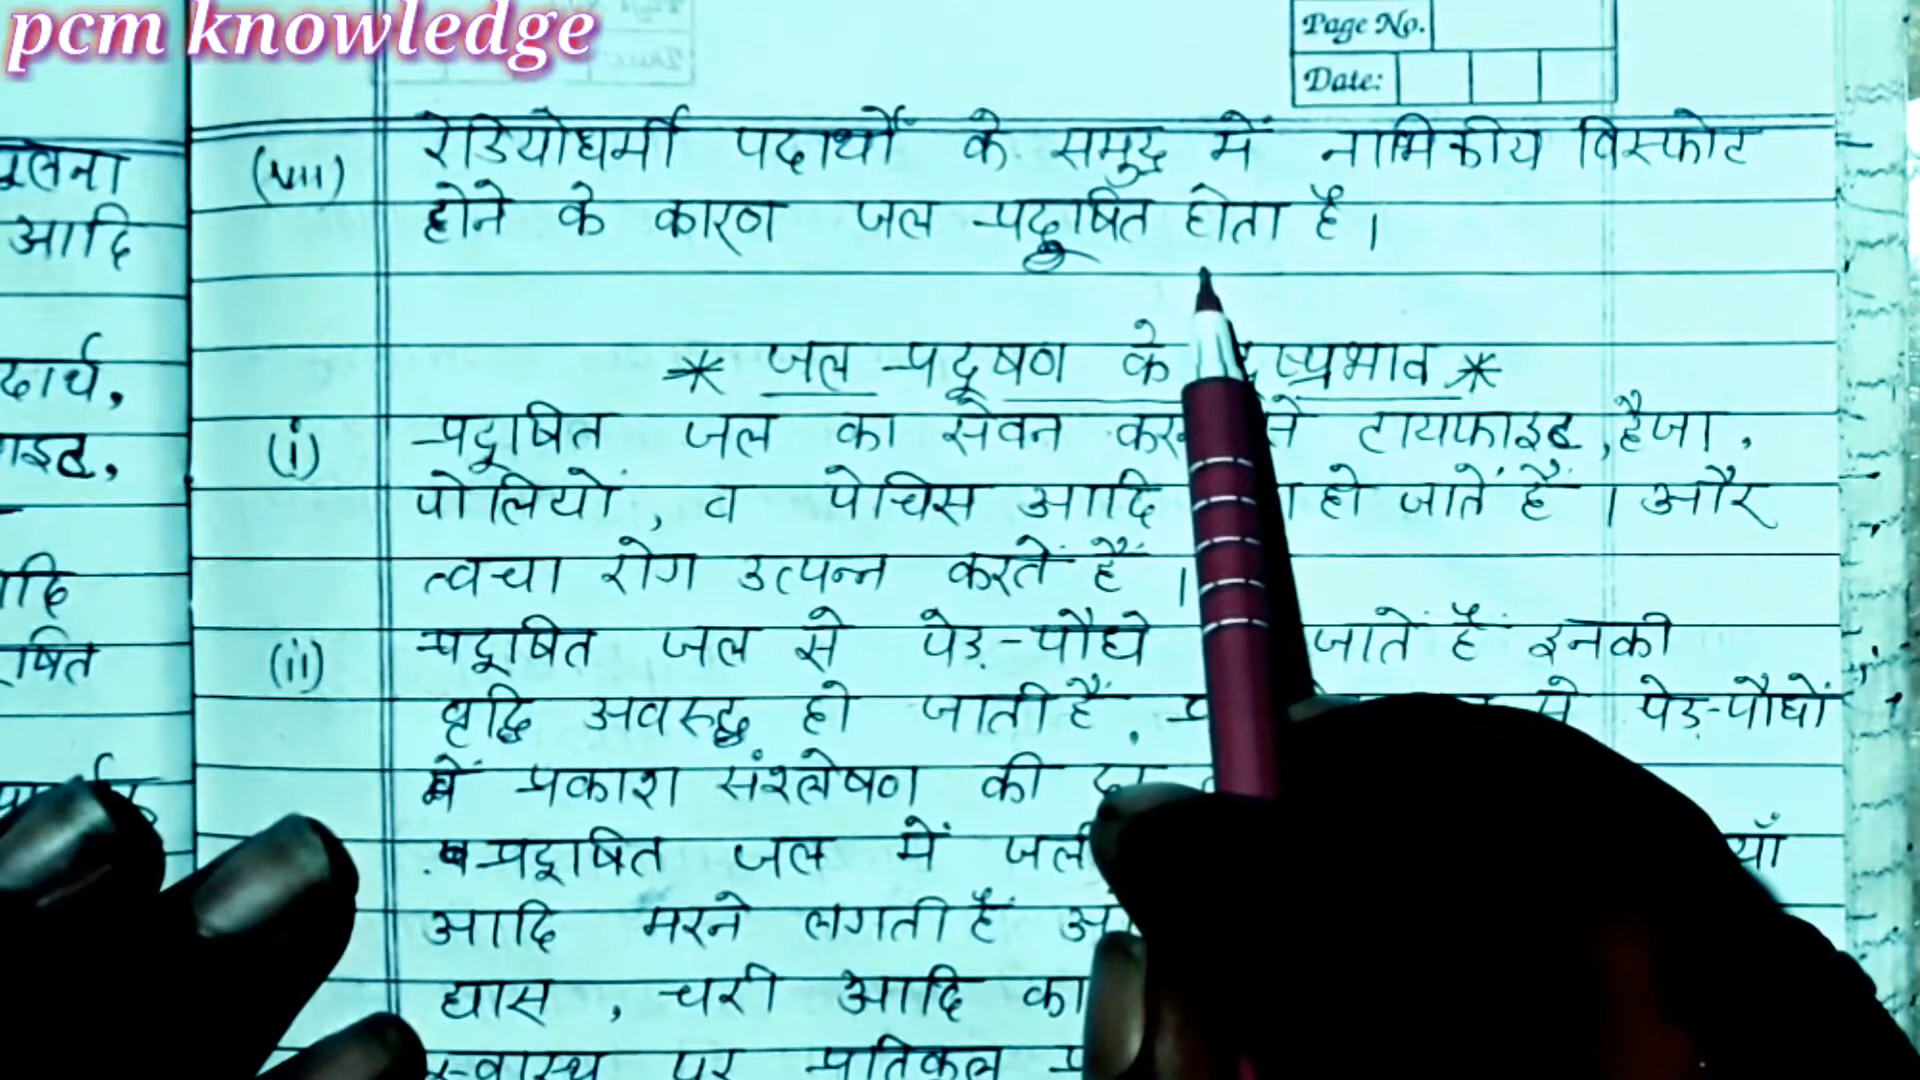 pcm knowledge
Page No.
Date:
आदि
(viii) रेडियोधर्मी पदार्थों के समुद्र में नाभिकीय विस्फोट
होने के कारण जल प्रदूषित होता है।
* जल प्रदूषण के दुष्प्रभाव *
(i) प्रदूषित जल का सेवन से टायफाइड, हैजा,
पोलियों, व पेचिस आदि हो जातें हैं। और
त्वचा रोग उत्पन्न करतें हैं।
(ii) प्रदूषित जल से पेड़-पौधे जातें हैं इनकी
वृद्धि अवरुद्ध हो जाती हैं, से पेड़-पौधों
में प्रकाश संश्लेषण की
व प्रदूषित जल में
आदि मरने लगती हैं
घास, चरी आदि का
स्वास्थ पर प्रतिकूल